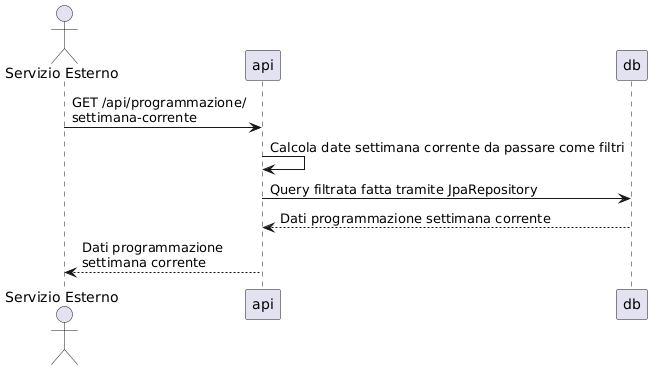 Servizio Esterno
api
db
GET /api/programmazione/
settimana-corrente
Calcola date settimana corrente da passare come filtri
Query filtrata fatta tramite JpaRepository
Dati programmazione settimana corrente
Dati programmazione
settimana corrente
Servizio Esterno
api
db